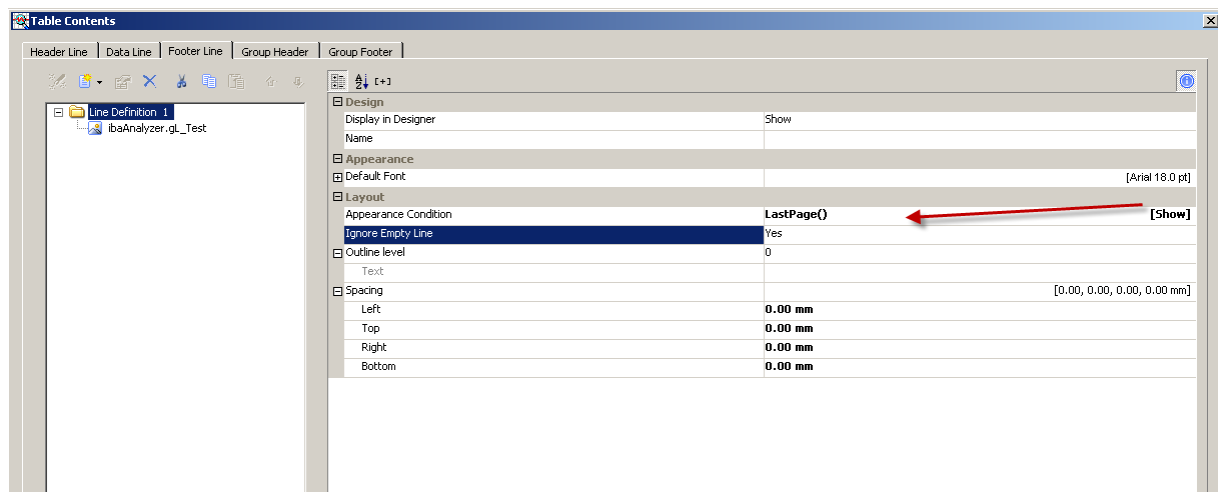 Table Contents
Header Line Data Line Footer Line Group Header Group Footer
[+]
Line Definition 1
ibaAnalyzer.gL_Test
Design
Display in Designer Show
Name
Appearance
Default Font [Arial 18.0 pt]
Layout
Appearance Condition LastPage() [Show]
Ignore Empty Line Yes
Outline level 0
Text
Spacing [0.00, 0.00, 0.00, 0.00 mm]
Left 0.00 mm
Top 0.00 mm
Right 0.00 mm
Bottom 0.00 mm